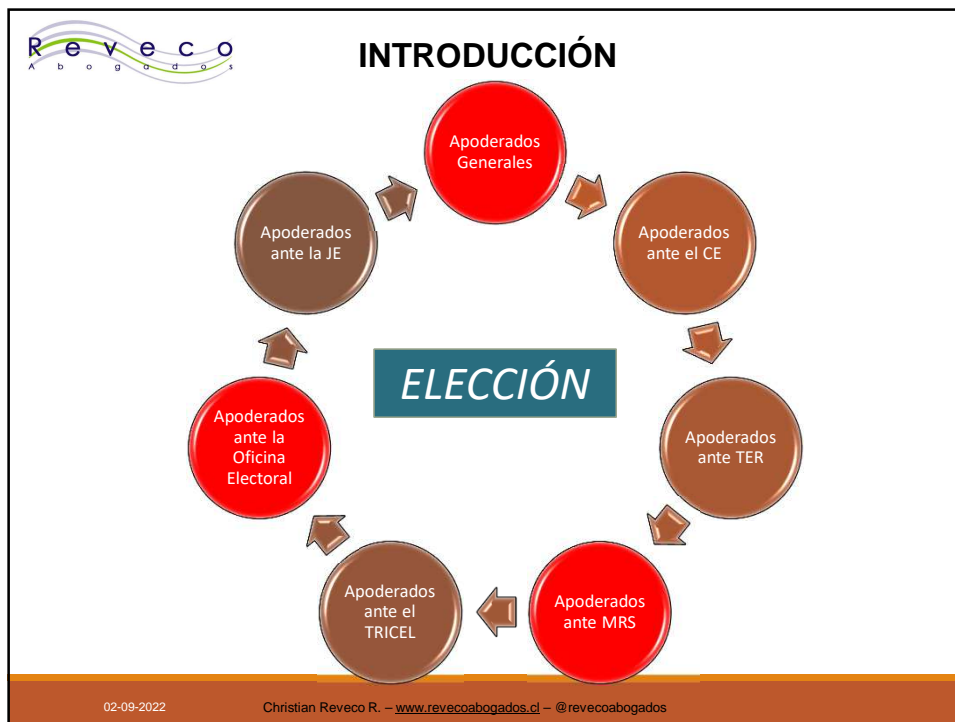 Reveco
Abogados
INTRODUCCIÓN
Apoderados
Generales
Apoderados
ante el CE
Apoderados
ante TER
Apoderados
ante MRS
Apoderados
ante el
TRICEL
Apoderados
ante la
Oficina
Electoral
Apoderados
ante la JE
ELECCIÓN
02-09-2022
Christian Reveco R. – www.revecoabogados.cl – @revecoabogados